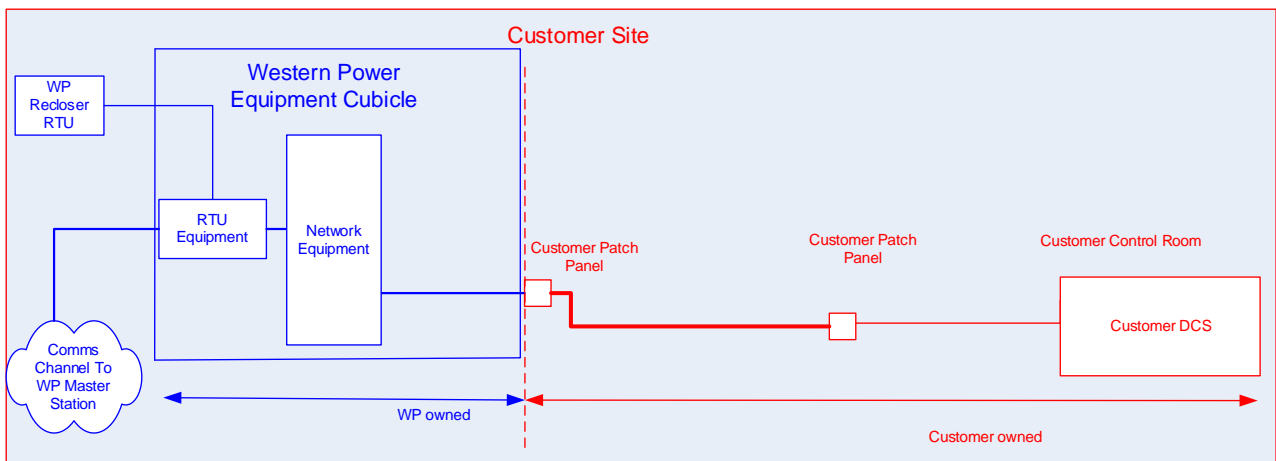 Customer Site
Western Power
Equipment Cubicle
WP
Recloser
RTU
RTU
Equipment
Network
Equipment
Customer Patch
Panel
Customer Patch
Panel
Customer Control Room
Customer DCS
Comms
Channel To
WP Master
Station
WP owned
Customer owned